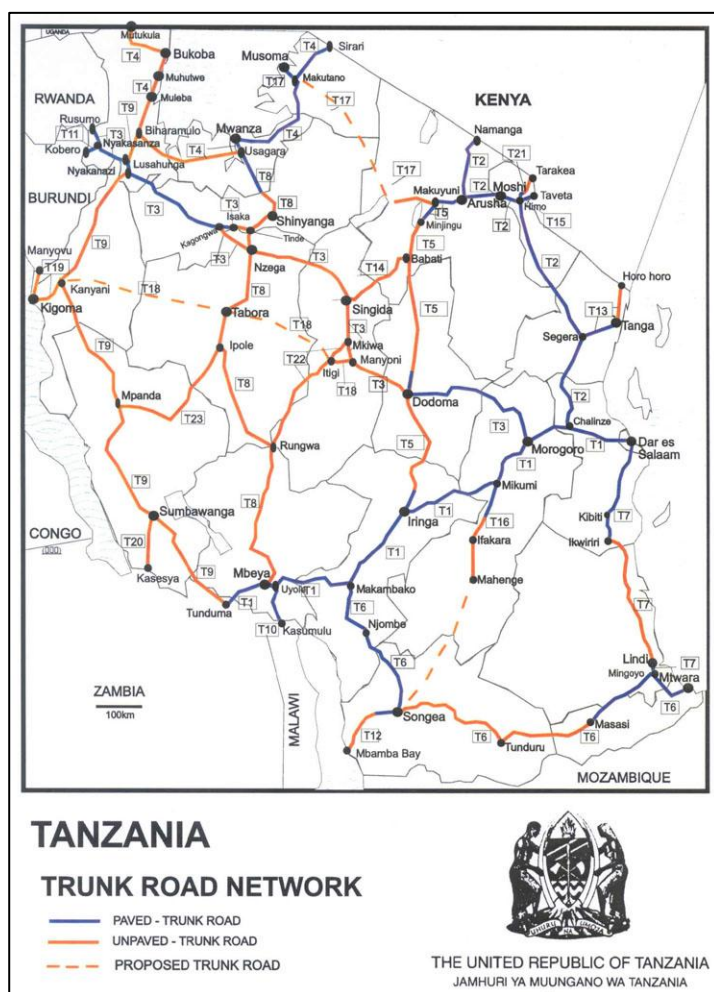 UGANDA
Mutukula
T4
Bukoba
Musoma
T4
Sirari
Muhutwe
T17
Makutano
T4
T17
RWANDA
Muleba
KENYA
Rusumo
T9
T11
T3
Biharamulo
Mwanza
T4
Namanga
Nyakasanza
Kobero
T4
Usagara
T21
Lusahunga
T2
Tarakea
Nyakanazi
T17
T2
Moshi
T8
Makuyuni
Taveta
BURUNDI
T3
T8
T5
Arusha
Rimo
T3
Isaka
Shinyanga
Minjingu
T2
T15
Kagongwa
Tinde
T5
T9
T3
T3
T2
Manyovu
Nzega
T14
Babati
T19
Horo horo
Kanyani
T18
T8
T5
Kigoma
Singida
T13
Tabora
T18
Tanga
T3
Segera
T9
Ipole
Mkiwa
T22
Manyoni
Itigi
T18
T3
T8
T2
Mpanda
Dodoma
T23
T3
Chalinze
T5
T1
Dar es
Salaam
Rungwa
Morogoro
T1
T9
T8
Mikumi
Sumbawanga
Iringa
T1
Kibiti
T7
T16
CONGO
Ifakara
Ikwiriri
T20
T1
T9
Mbeya
Kasesya
Mahenge
Uyole
T1
Makambako
T7
T1
T6
Tunduma
T10
Kasumulu
Njombe
Lindi
T7
T6
Mingoyo
Mtwara
ZAMBIA
T6
100km
MALAWI
Songea
Masasi
T12
T6
T6
Mbamba Bay
Tunduru
MOZAMBIQUE
TANZANIA
TRUNK ROAD NETWORK
PAVED - TRUNK ROAD
UNPAVED - TRUNK ROAD
PROPOSED TRUNK ROAD
UHURU NA UMOJA
THE UNITED REPUBLIC OF TANZANIA
JAMHURI YA MUUNGANO WA TANZANIA